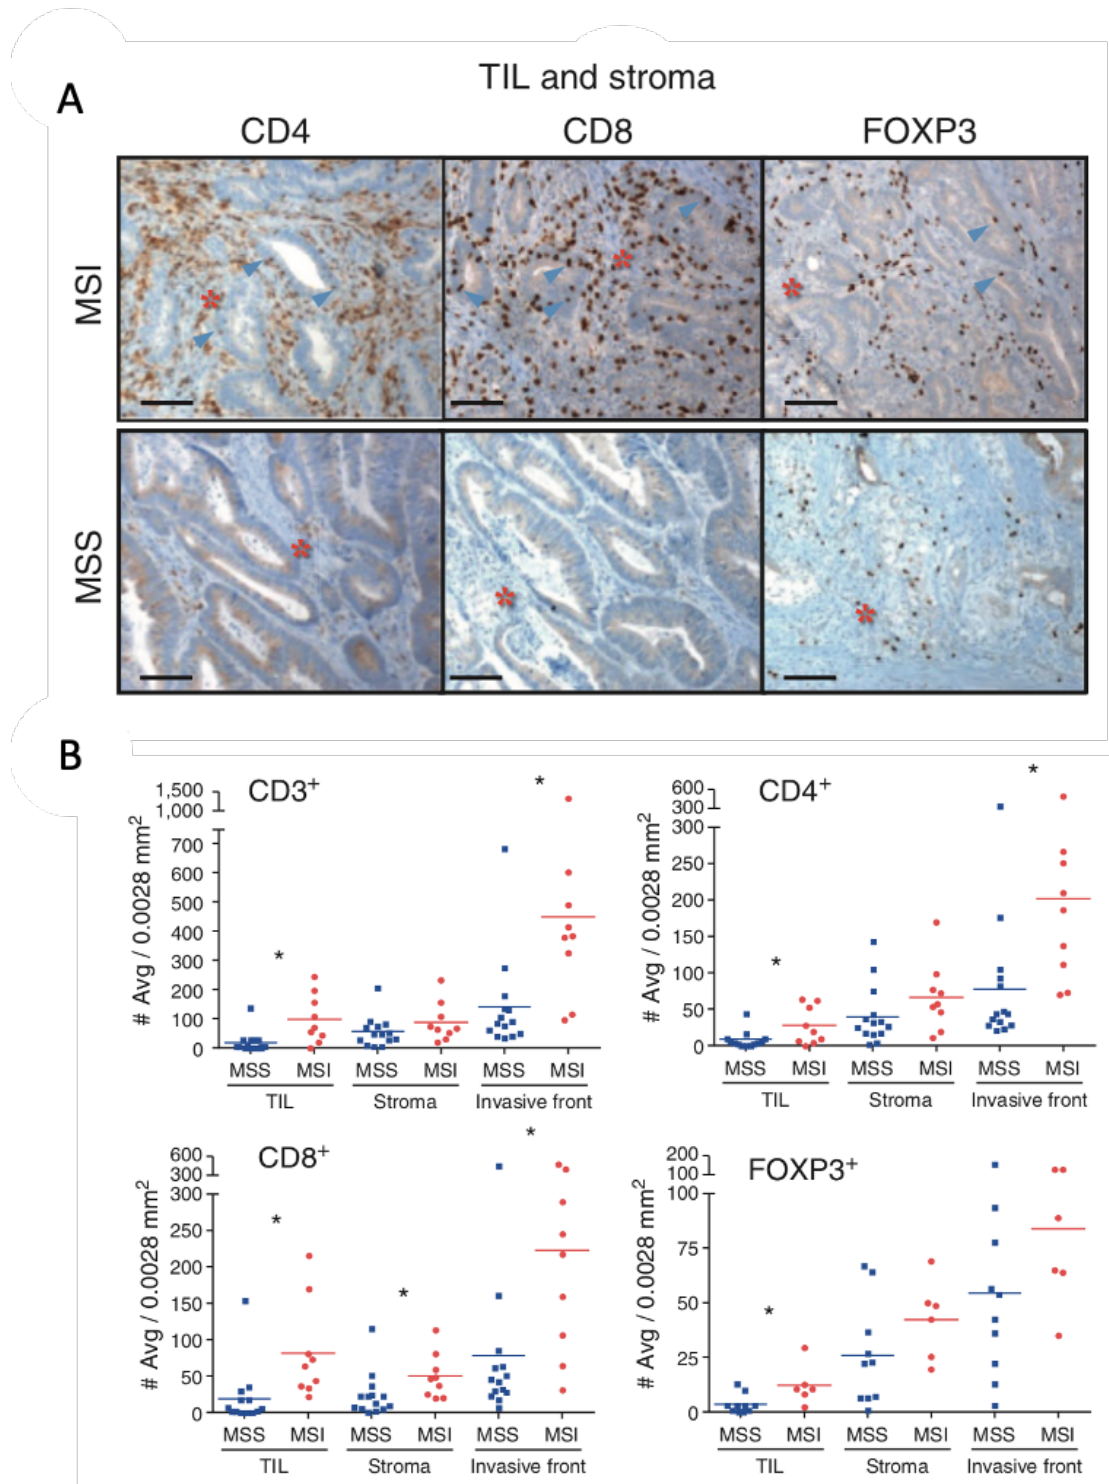 A
TIL and stroma
CD4 CD8 FOXP3
MSI
MSS
B
CD3+
# Avg / 0.0028 mm2
1,500
1,000
700
600
500
400
300
200
100
0
*
*
MSS MSI MSS MSI MSS MSI
TIL Stroma Invasive front
CD4+
# Avg / 0.0028 mm2
600
300
300
200
150
100
50
0
*
*
MSS MSI MSS MSI MSS MSI
TIL Stroma Invasive front
CD8+
# Avg / 0.0028 mm2
600
300
300
250
200
150
100
50
0
*
*
*
MSS MSI MSS MSI MSS MSI
TIL Stroma Invasive front
FOXP3+
# Avg / 0.0028 mm2
200
100
100
75
50
25
0
*
MSS MSI MSS MSI MSS MSI
TIL Stroma Invasive front